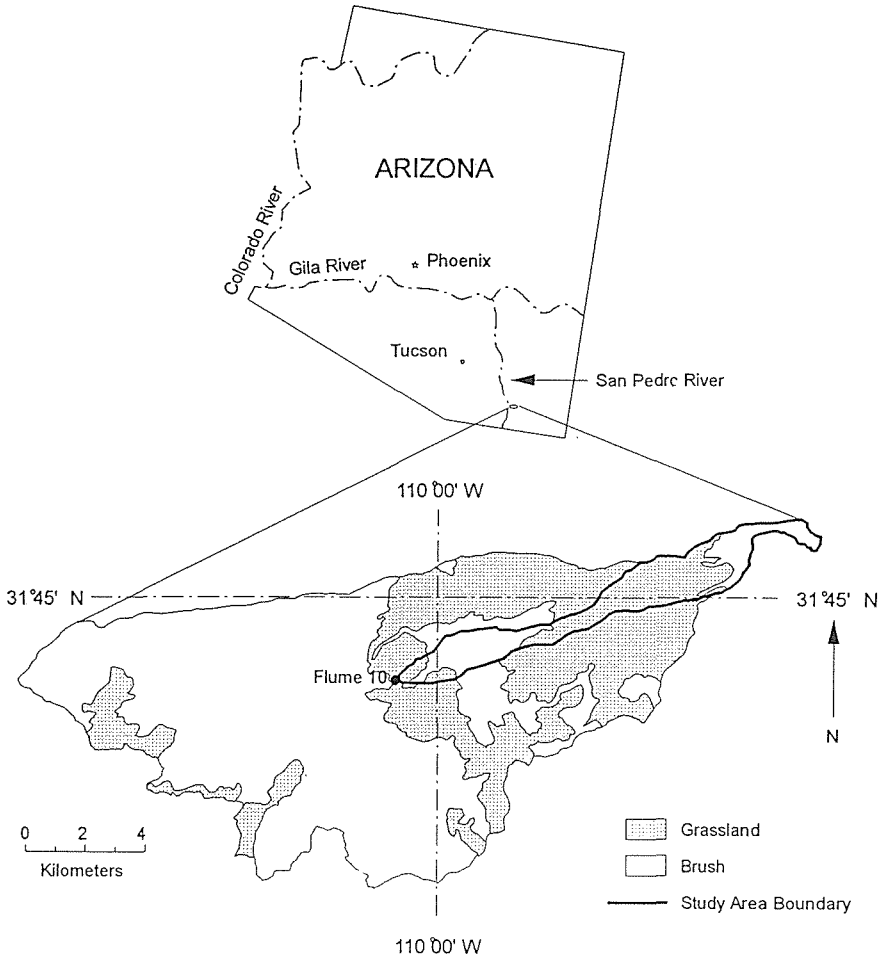 ARIZONA
Colorado River
Gila River
Phoenix
Tucson
San Pedro River
110°00' W
31°45' N
31°45' N
Flume 10
N
0 2 4
Kilometers
Grassland
Brush
Study Area Boundary
110°00' W